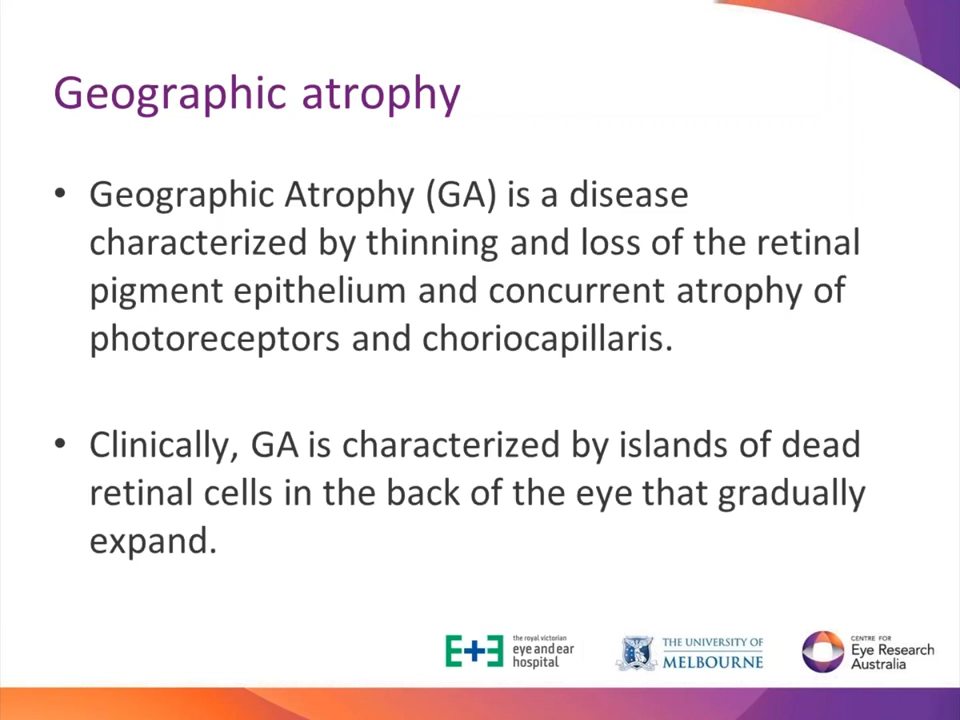 Geographic atrophy
• Geographic Atrophy (GA) is a disease
characterized by thinning and loss of the retinal
pigment epithelium and concurrent atrophy of
photoreceptors and choriocapillaris.
• Clinically, GA is characterized by islands of dead
retinal cells in the back of the eye that gradually
expand.
E+E
the royal victorian
eye and ear
hospital
THE UNIVERSITY OF
MELBOURNE
CENTRE FOR
Eye Research
Australia